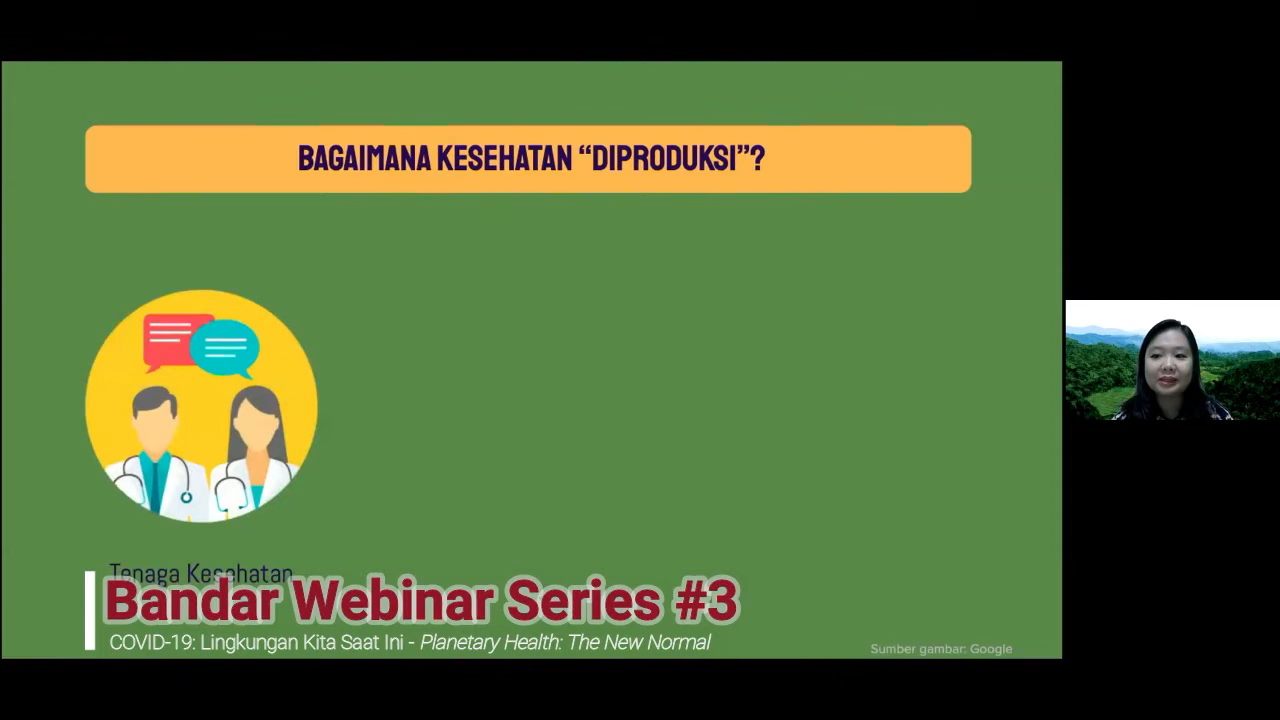 BAGAIMANA KESEHATAN “DIPRODUKSI”?
Tenaga Kesehatan
Bandar Webinar Series #3
COVID-19: Lingkungan Kita Saat Ini - Planetary Health: The New Normal
Sumber gambar: Google